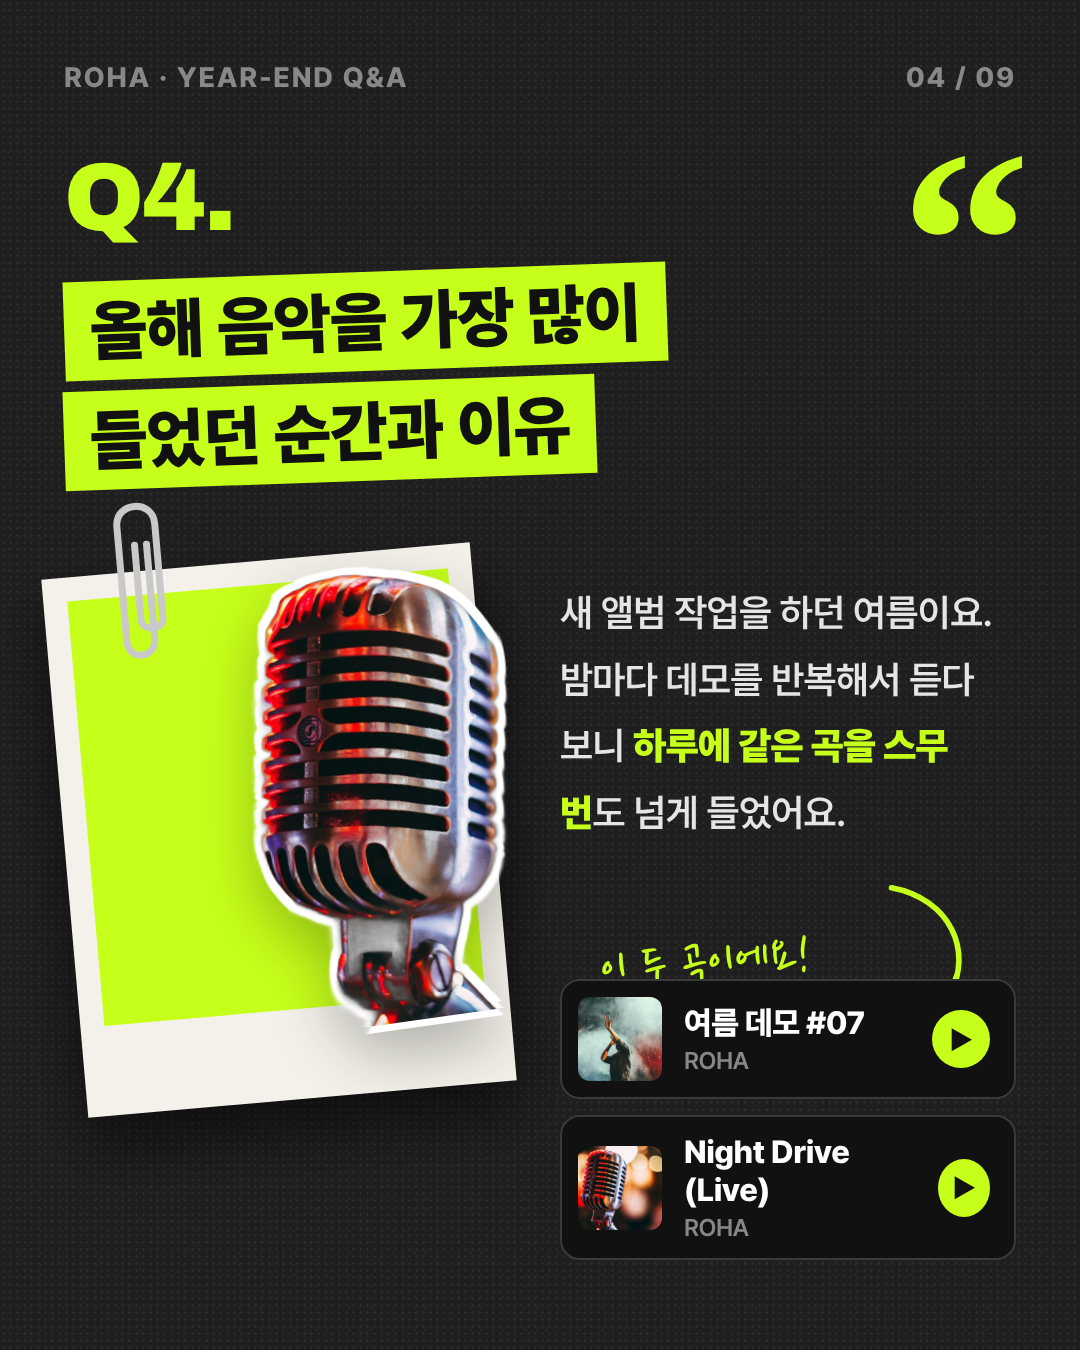 ROHA · YEAR-END Q&A
04 / 09
Q4.
“
올해 음악을 가장 많이
들었던 순간과 이유
새 앨범 작업을 하던 여름이요.
밤마다 데모를 반복해서 듣다
보니 하루에 같은 곡을 스무
번도 넘게 들었어요.
이 두 곡이에요!
여름 데모 #07
ROHA
Night Drive
(Live)
ROHA